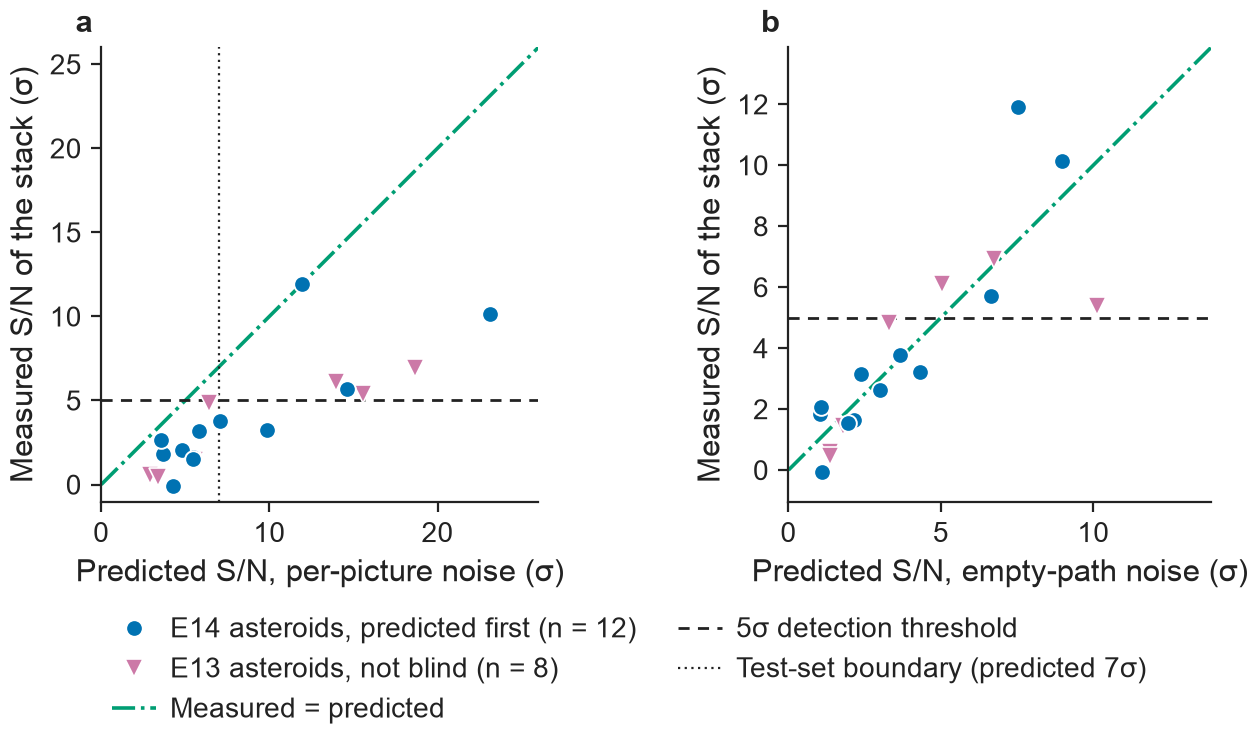 a
Measured S/N of the stack (σ)
25
20
15
10
5
0
0 10 20
Predicted S/N, per-picture noise (σ)
b
Measured S/N of the stack (σ)
12
10
8
6
4
2
0
0 5 10
Predicted S/N, empty-path noise (σ)
E14 asteroids, predicted first (n = 12)
E13 asteroids, not blind (n = 8)
Measured = predicted
5σ detection threshold
Test-set boundary (predicted 7σ)